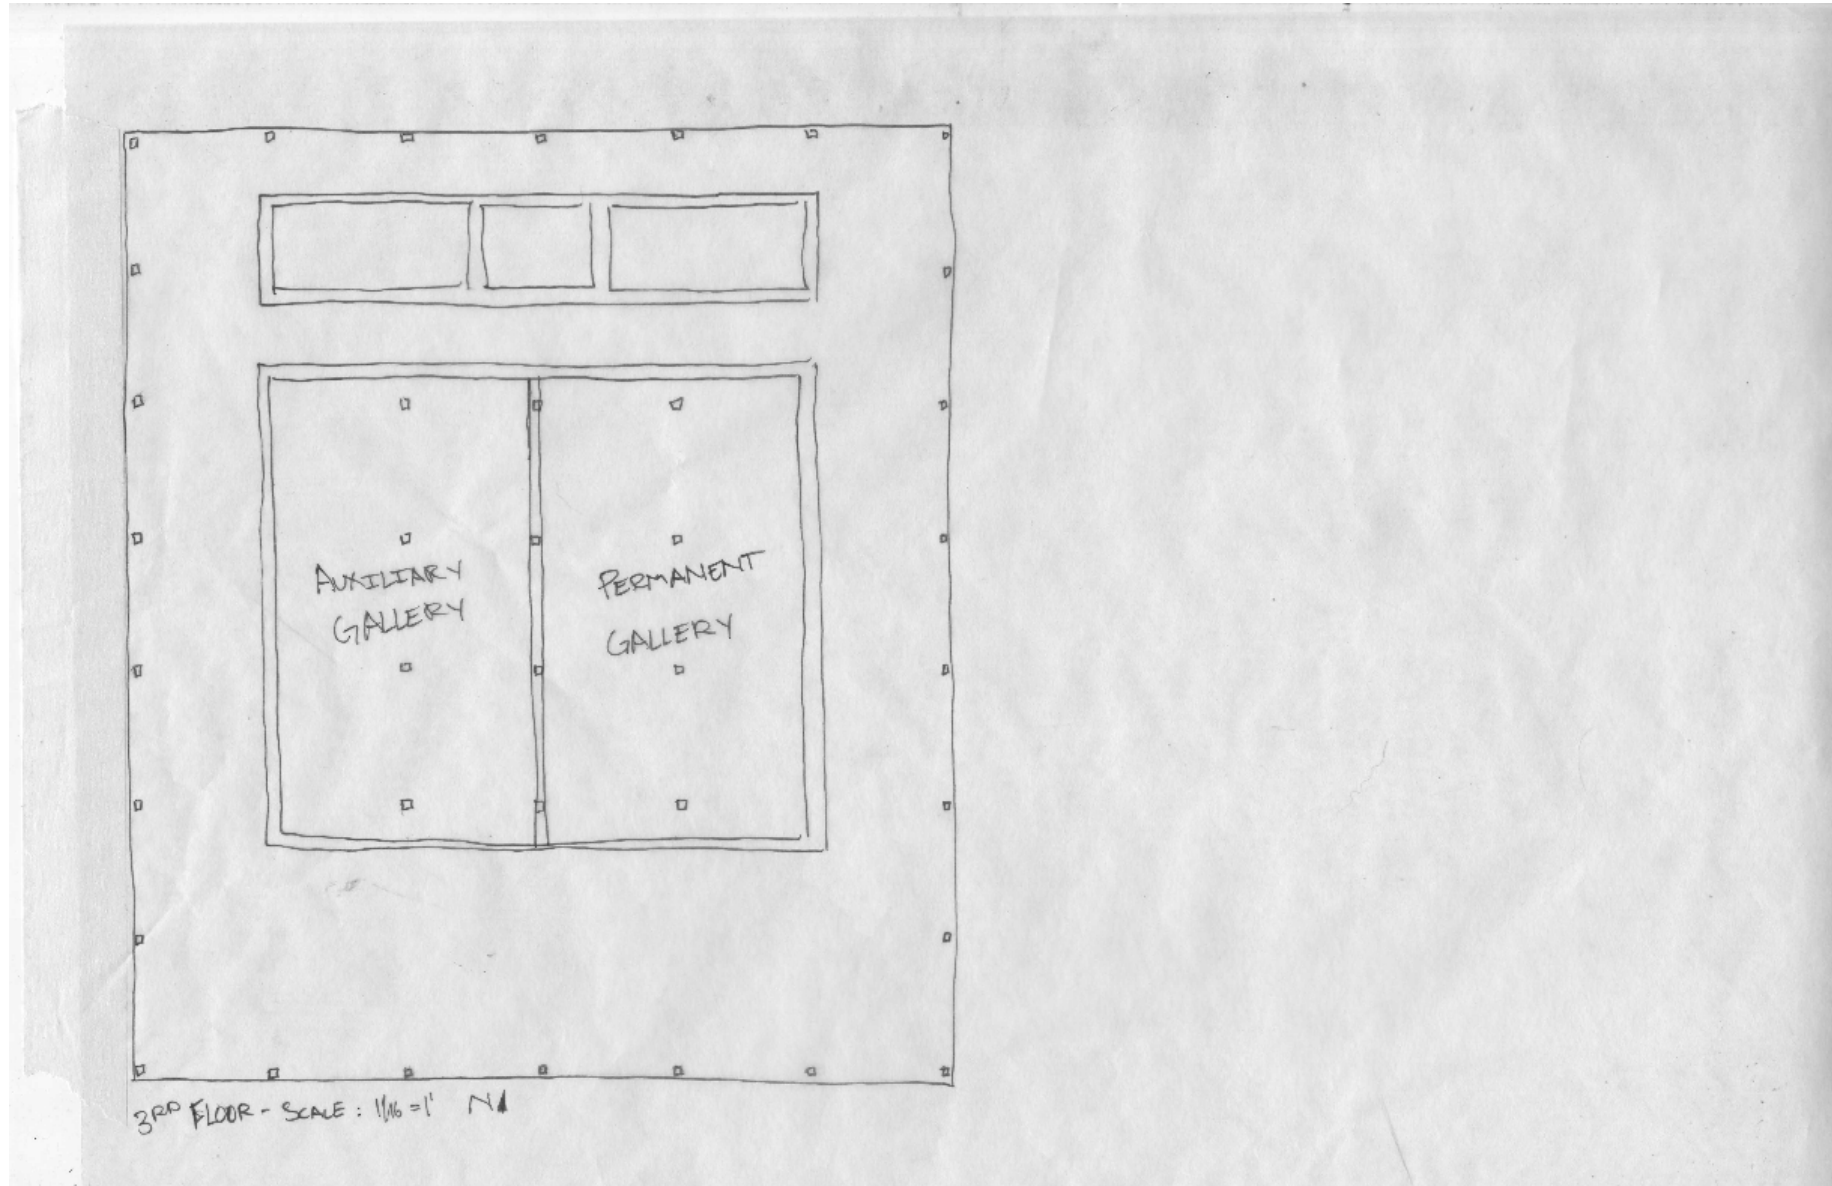 AUXILIARY
GALLERY
PERMANENT
GALLERY
3RD FLOOR - SCALE : 1/16 = 1' N